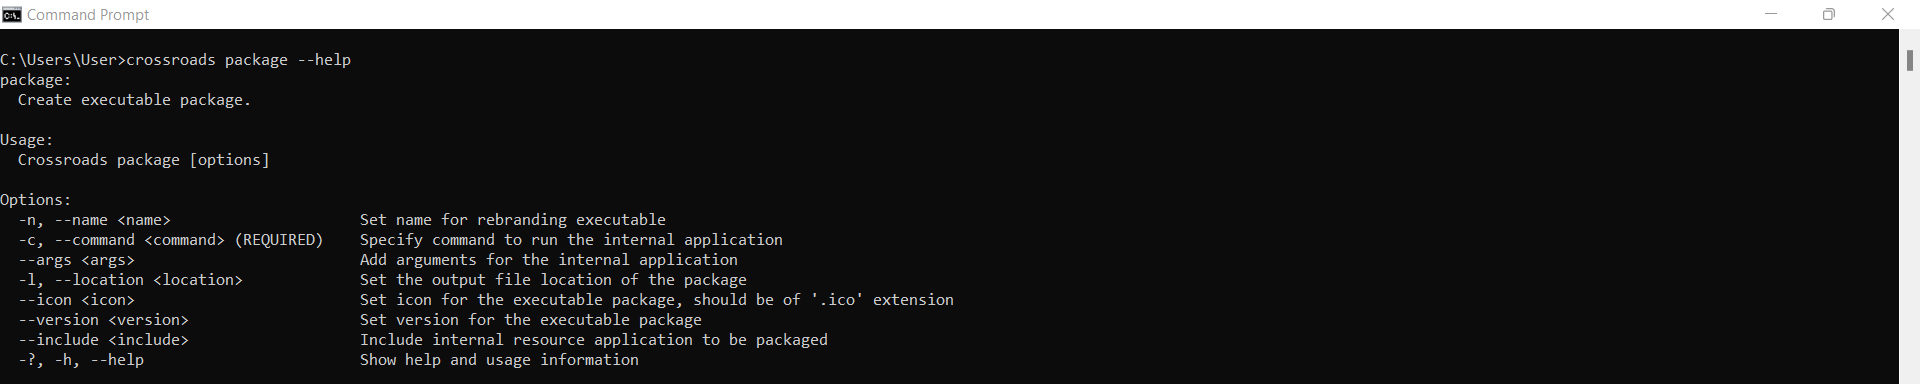 Command Prompt
C:\Users\User>crossroads package --help
package:
  Create executable package.

Usage:
  Crossroads package [options]

Options:
  -n, --name <name>                     Set name for rebranding executable
  -c, --command <command> (REQUIRED)    Specify command to run the internal application
  --args <args>                         Add arguments for the internal application
  -l, --location <location>             Set the output file location of the package
  --icon <icon>                         Set icon for the executable package, should be of '.ico' extension
  --version <version>                   Set version for the executable package
  --include <include>                   Include internal resource application to be packaged
  -?, -h, --help                        Show help and usage information